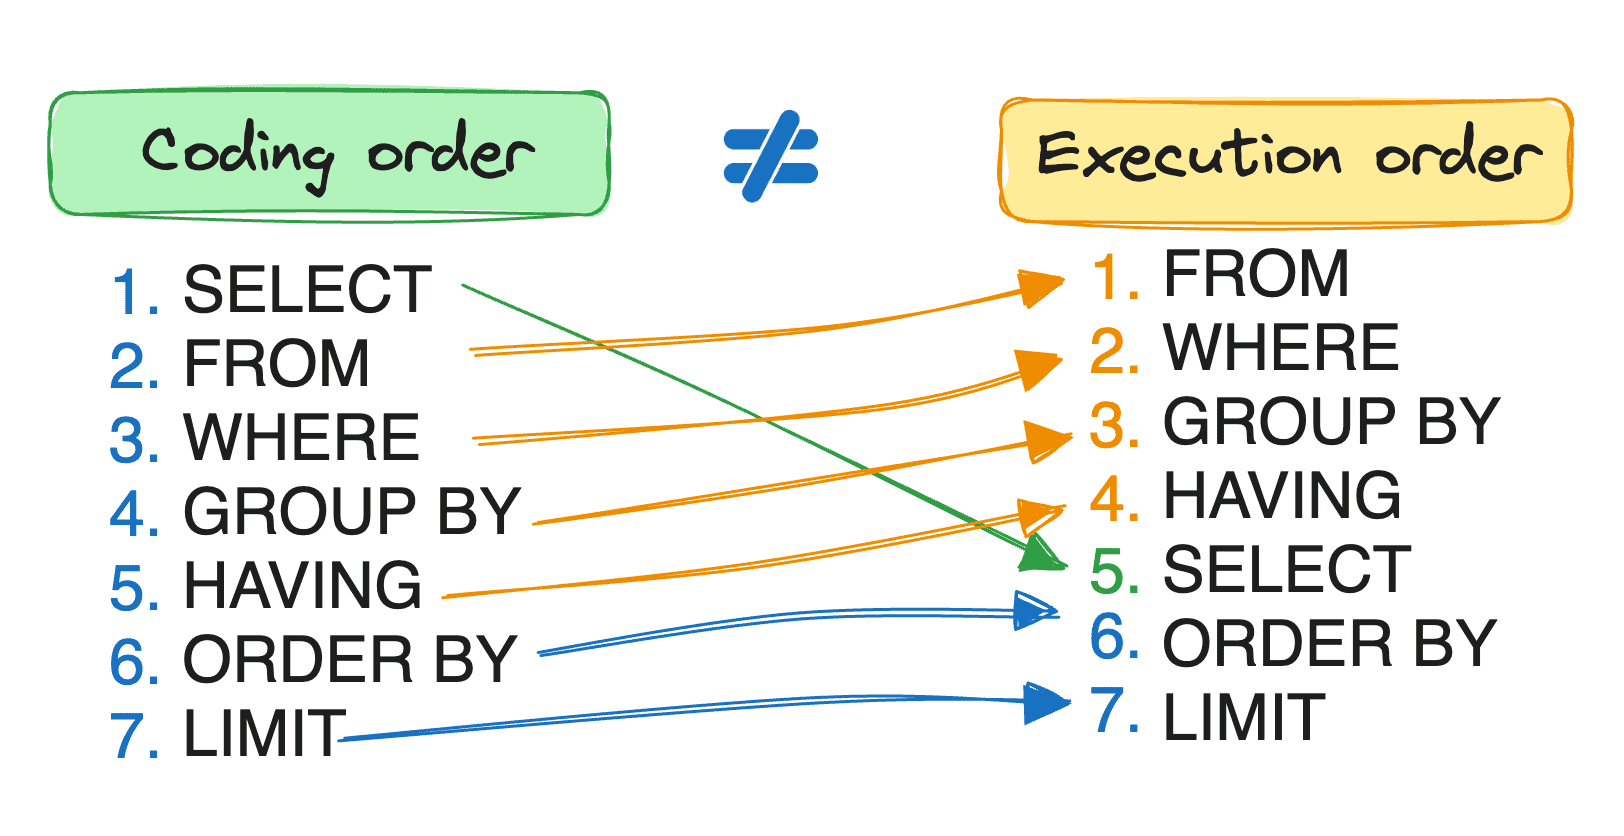 Coding order
≠
Execution order
1. SELECT
2. FROM
3. WHERE
4. GROUP BY
5. HAVING
6. ORDER BY
7. LIMIT
1. FROM
2. WHERE
3. GROUP BY
4. HAVING
5. SELECT
6. ORDER BY
7. LIMIT